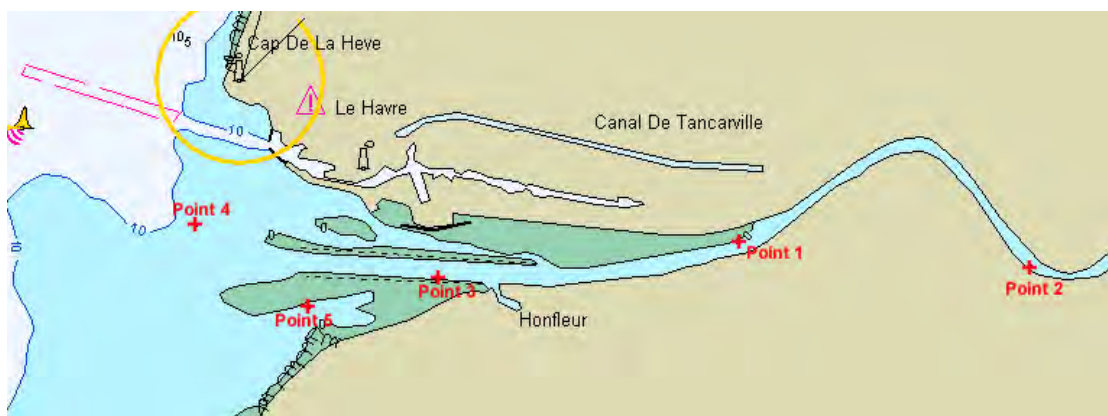 10₅
Cap De La Heve
Le Havre
Canal De Tancarville
10
Point 4
10
10
Point 1
Point 2
Point 3
Point 5
Honfleur